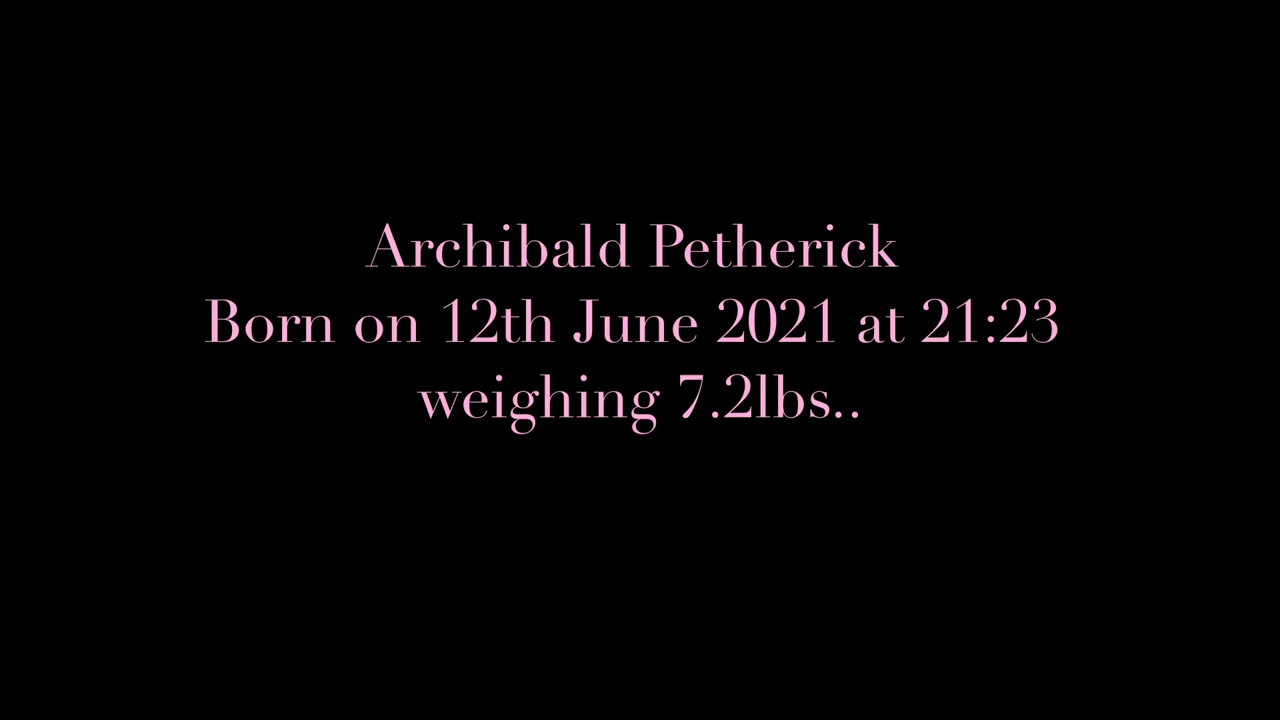 Archibald Petherick
Born on 12th June 2021 at 21:23
weighing 7.2lbs..